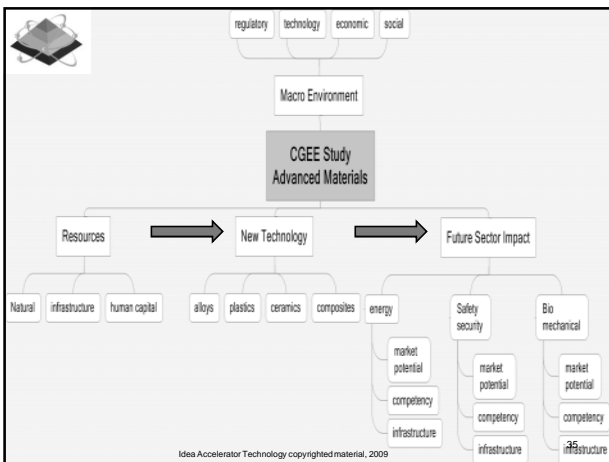 regulatory
technology
economic
social
Macro Environment
CGEE Study
Advanced Materials
Resources
New Technology
Future Sector Impact
Natural
infrastructure
human capital
alloys
plastics
ceramics
composites
energy
market
potential
competency
infrastructure
Safety
security
market
potential
competency
infrastructure
Bio
mechanical
market
potential
competency
infrastructure
35
Idea Accelerator Technology copyrighted material, 2009